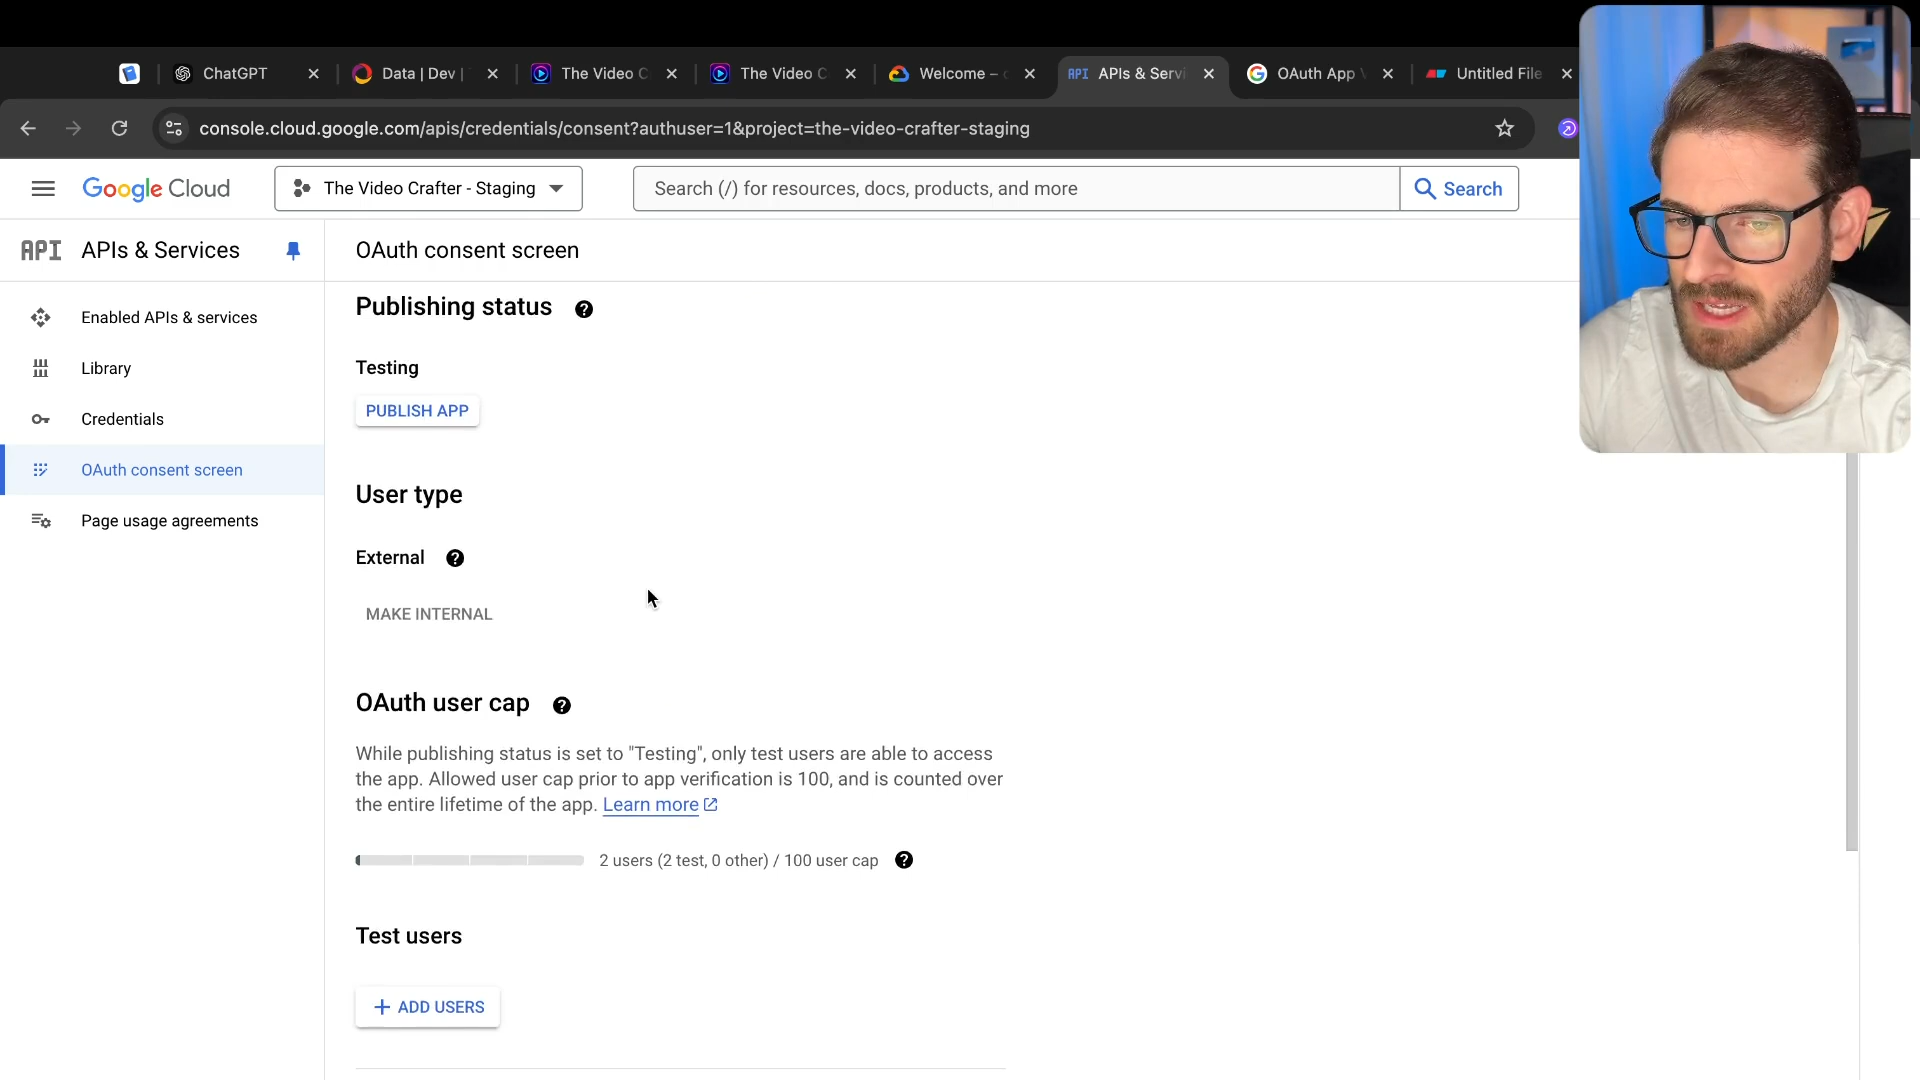 ChatGPT
Data | Dev |
The Video C
The Video C
Welcome –
API APIs & Servi
OAuth App
Untitled File
console.cloud.google.com/apis/credentials/consent?authuser=1&project=the-video-crafter-staging
Google Cloud
The Video Crafter - Staging
Search (/) for resources, docs, products, and more
Search
API APIs & Services
OAuth consent screen
Enabled APIs & services
Library
Credentials
OAuth consent screen
Page usage agreements
Publishing status
Testing
PUBLISH APP
User type
External
MAKE INTERNAL
OAuth user cap
While publishing status is set to "Testing", only test users are able to access
the app. Allowed user cap prior to app verification is 100, and is counted over
the entire lifetime of the app. Learn more
2 users (2 test, 0 other) / 100 user cap
Test users
+ ADD USERS